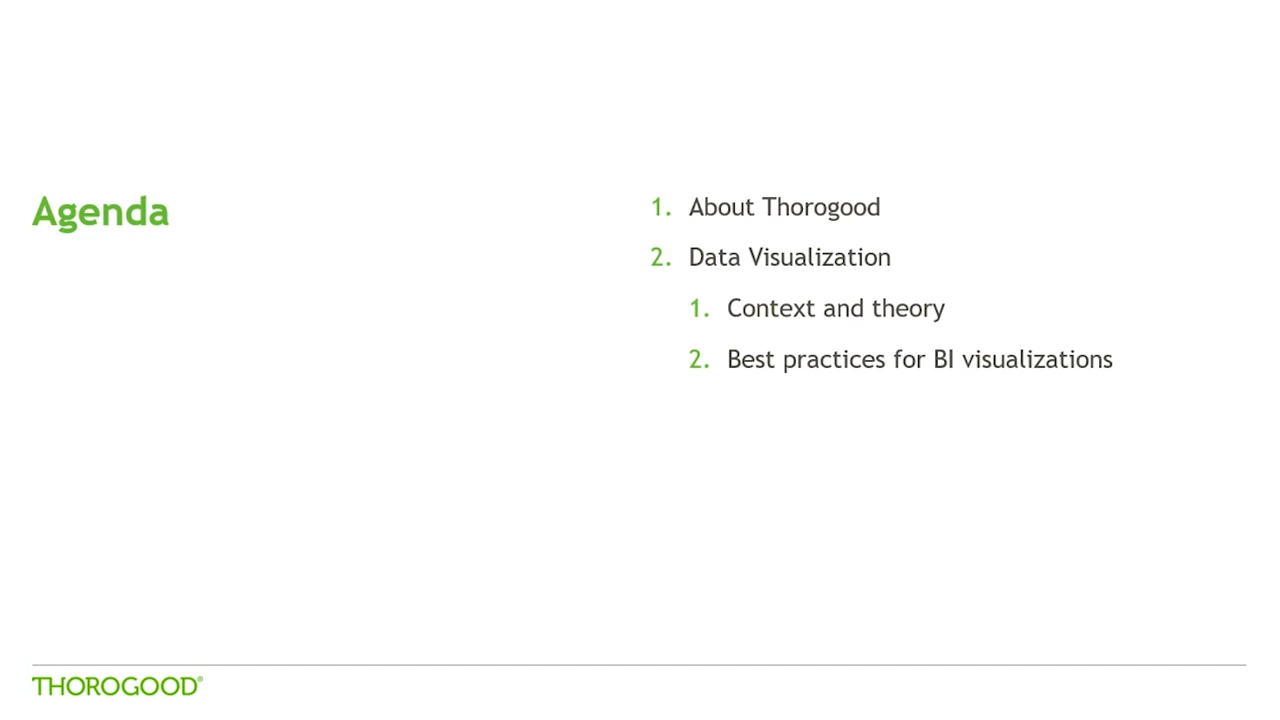 Agenda
1. About Thorogood
2. Data Visualization
1. Context and theory
2. Best practices for BI visualizations
THOROGOOD®